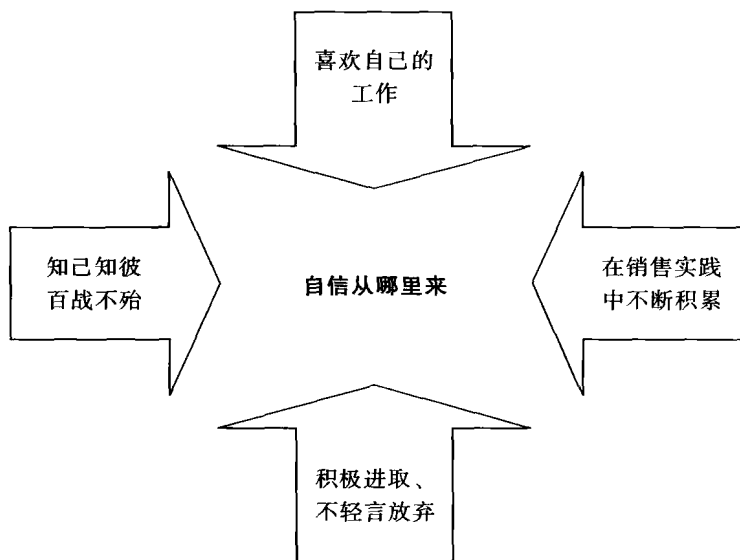 喜欢自己的
工作
知己知彼
百战不殆
自信从哪里来
在销售实践
中不断积累
积极进取、
不轻言放弃